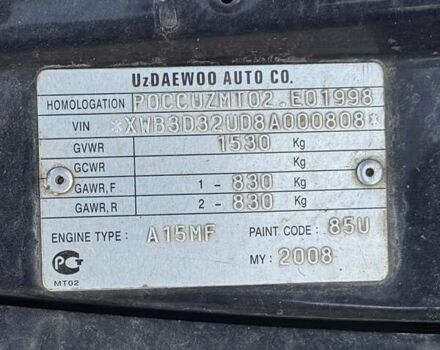 UzDAEWOO AUTO CO.
HOMOLOGATION POCCUZMT02.E01998
VIN *XWB3D32UD8A000808*
GVWR 1530 Kg
GCWR Kg
GAWR,F 1 - 830 Kg
GAWR,R 2 - 830 Kg
ENGINE TYPE : A15MF PAINT CODE : 85U
MY : 2008
MT02